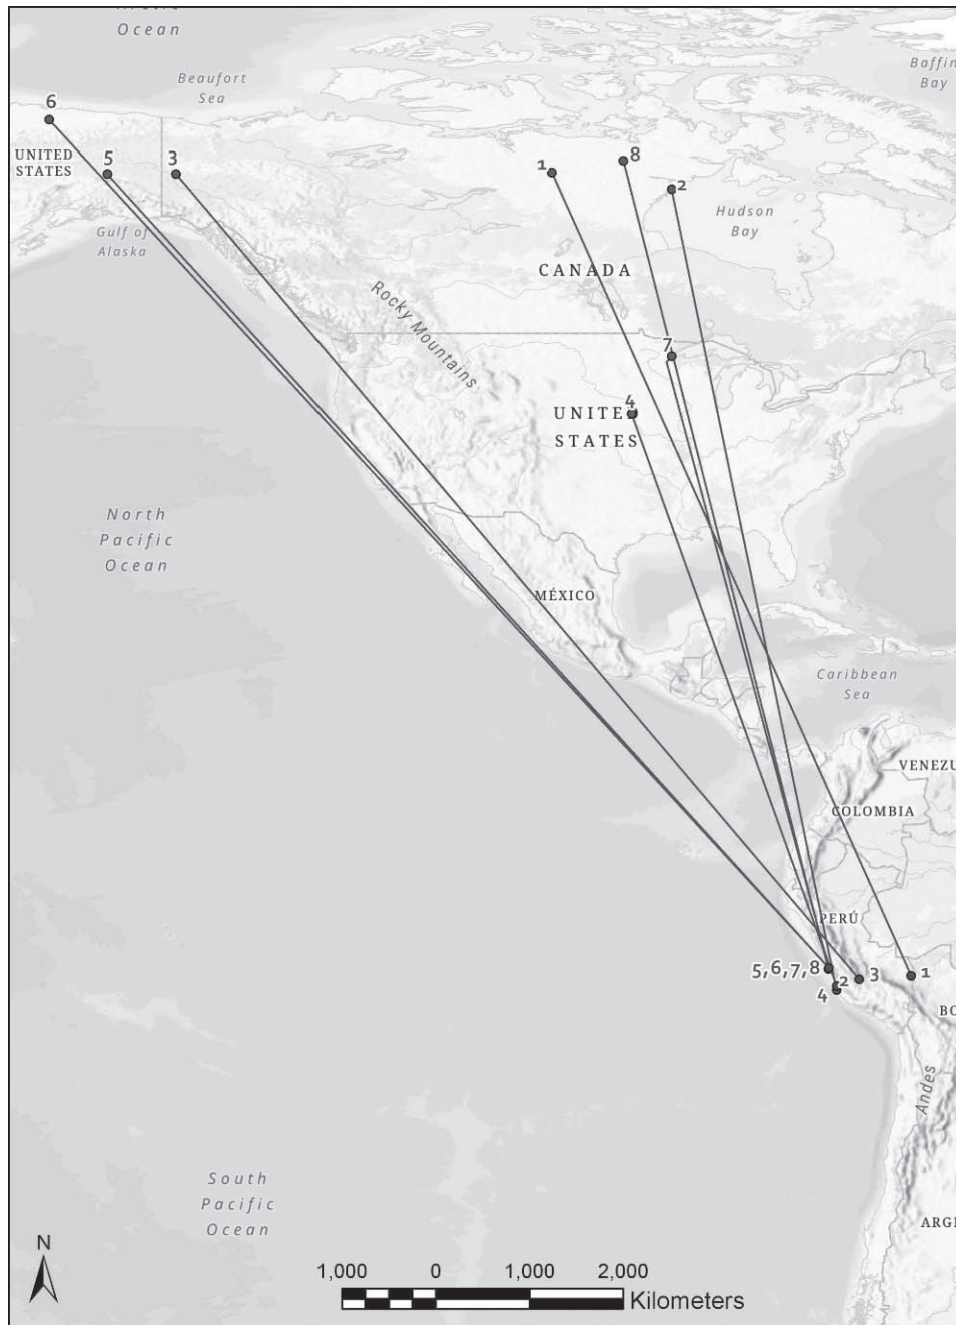 Ocean
Beaufort
Sea
Baffin
Bay
6
UNITED
STATES
5
3
1
8
2
Hudson
Bay
Gulf of
Alaska
CANADA
Rocky Mountains
7
4
UNITE
STATES
North
Pacific
Ocean
MÉXICO
Caribbean
Sea
VENEZU
COLOMBIA
PERÚ
5,6,7,8
2
4
3
1
BO
Andes
South
Pacific
Ocean
ARGE
N
1,000 0 1,000 2,000
Kilometers